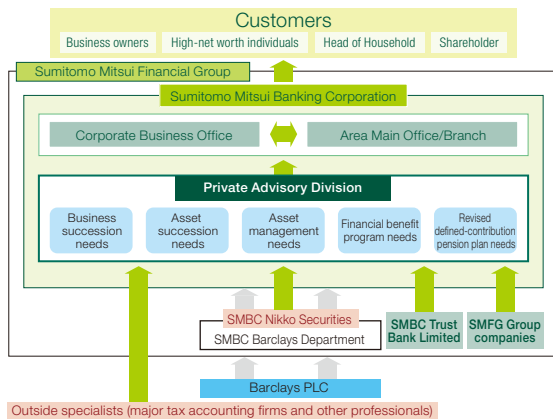 Customers
Business owners
High-net worth individuals
Head of Household
Shareholder
Sumitomo Mitsui Financial Group
Sumitomo Mitsui Banking Corporation
Corporate Business Office
Area Main Office/Branch
Private Advisory Division
Business
succession
needs
Asset
succession
needs
Asset
management
needs
Financial benefit
program needs
Revised
defined-contribution
pension plan needs
SMBC Nikko Securities
SMBC Barclays Department
SMBC Trust
Bank Limited
SMFG Group
companies
Barclays PLC
Outside specialists (major tax accounting firms and other professionals)